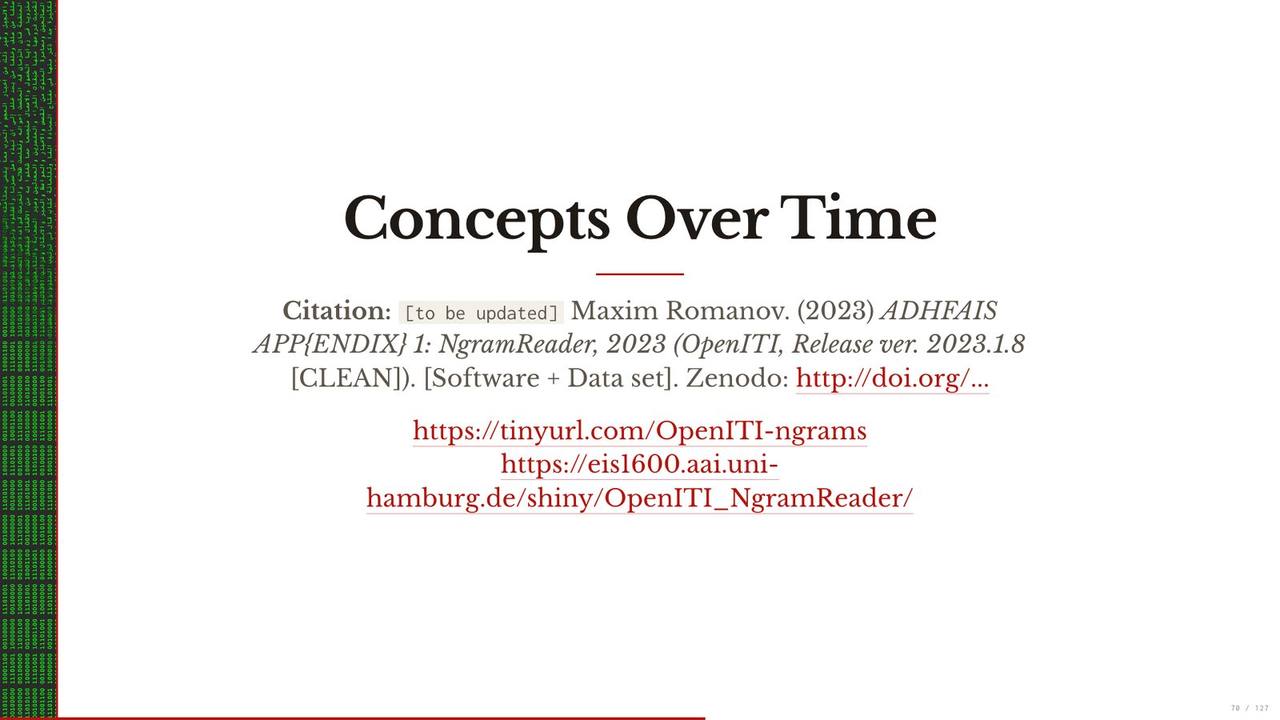 Concepts Over Time
Citation: [to be updated] Maxim Romanov. (2023) ADHFAIS
APP{ENDIX} 1: NgramReader, 2023 (OpenITI, Release ver. 2023.1.8
[CLEAN]). [Software + Data set]. Zenodo: http://doi.org/...
https://tinyurl.com/OpenITI-ngrams
https://eis1600.aai.uni-
hamburg.de/shiny/OpenITI_NgramReader/
70 / 127